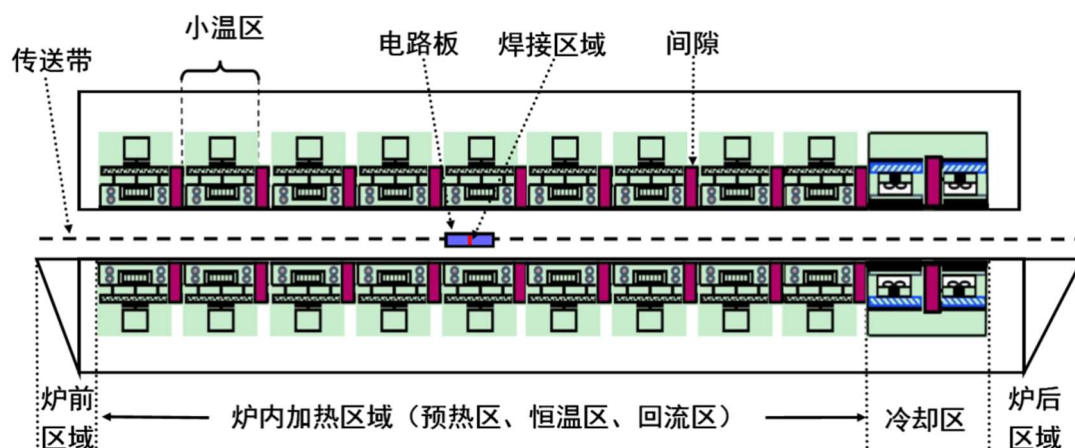 小温区
电路板
焊接区域
间隙
传送带
炉前
区域
炉内加热区域（预热区、恒温区、回流区）
冷却区
炉后
区域